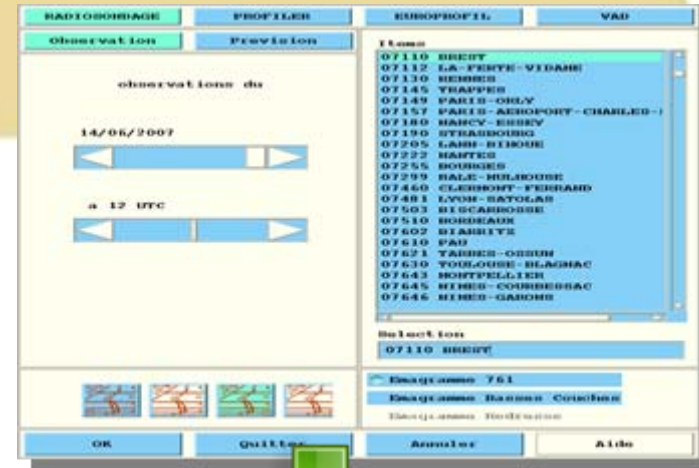 RADIOSONDAGE PROFILER EUROPROFIL VAD
Observation Prevision
observations du
14/06/2007
a 12 UTC
Items
07110 BREST
07112 LA-FERTE-VIDAME
07130 RENNES
07145 TRAPPES
07149 PARIS-ORLY
07157 PARIS-AEROPORT-CHARLES-
07180 NANCY-ESSEY
07190 STRASBOURG
07205 LANN-BIHOUE
07222 NANTES
07255 BOURGES
07299 BALE-MULHOUSE
07460 CLERMONT-FERRAND
07481 LYON-SATOLAS
07503 BISCARROSSE
07510 BORDEAUX
07602 BIARRITZ
07610 PAU
07621 TARBES-OSSUN
07630 TOULOUSE-BLAGNAC
07643 MONTPELLIER
07645 NIMES-COURBESSAC
07646 NIMES-GARONS
Selection
07110 BREST
Emagramme 761
Emagramme Basses Couches
Emagramme
OK Quitter Annuler Aide